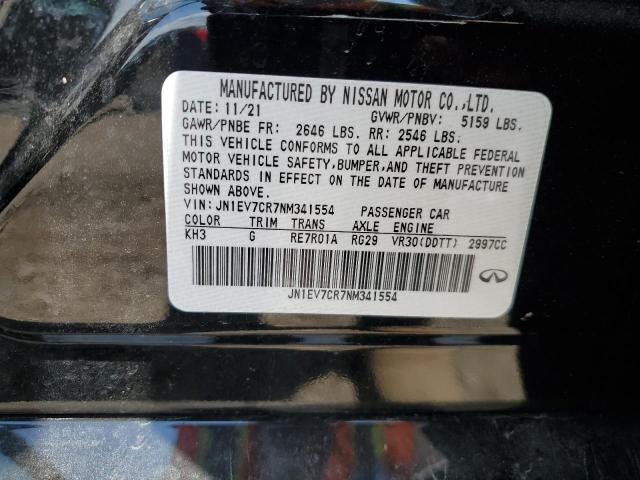 MANUFACTURED BY NISSAN MOTOR CO.,LTD.
DATE: 11/21 GVWR/PNBV: 5159 LBS.
GAWR/PNBE FR: 2646 LBS. RR: 2546 LBS.
THIS VEHICLE CONFORMS TO ALL APPLICABLE FEDERAL
MOTOR VEHICLE SAFETY,BUMPER,AND THEFT PREVENTION
STANDARDS IN EFFECT ON THE DATE OF MANUFACTURE
SHOWN ABOVE.
VIN:JN1EV7CR7NM341554 PASSENGER CAR
COLOR TRIM TRANS AXLE ENGINE
KH3 G RE7R01A RG29 VR30(DDTT) 2997CC
JN1EV7CR7NM341554